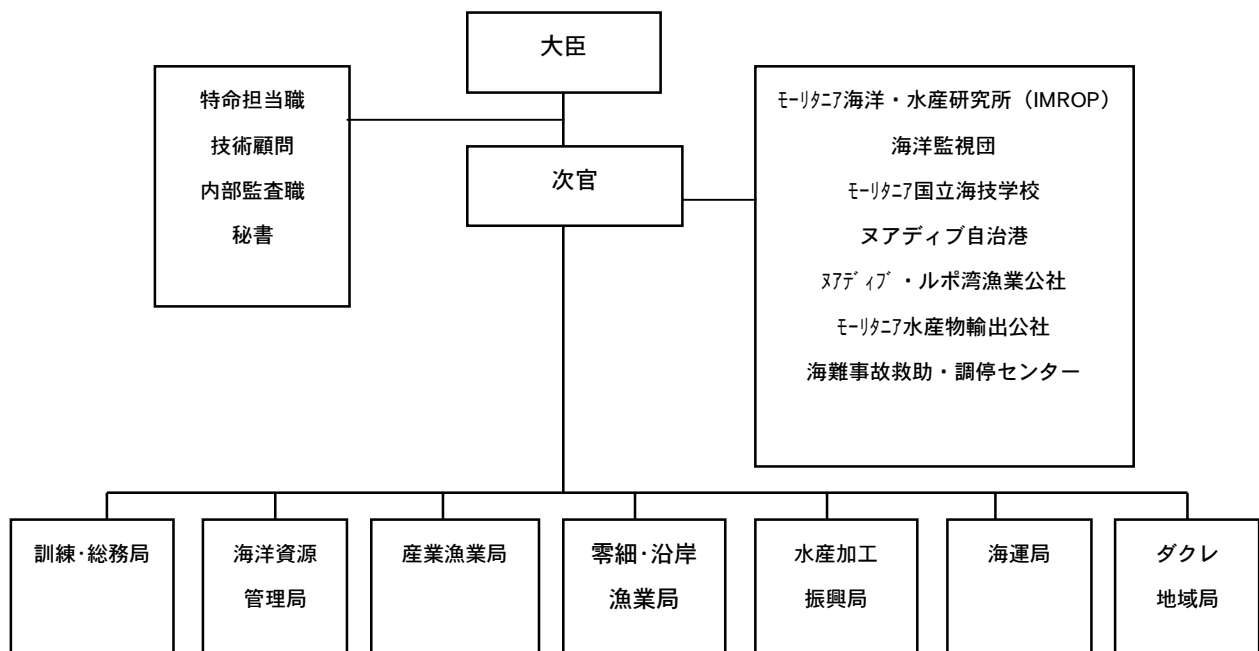 大臣
特命担当職
技術顧問
内部監査職
秘書
次官
ﾓｰﾘﾀﾆｱ海洋・水産研究所（IMROP）
海洋監視団
ﾓｰﾘﾀﾆｱ国立海技学校
ヌアディブ自治港
ﾇｱﾃﾞｨﾌﾞ・ルポ湾漁業公社
ﾓｰﾘﾀﾆｱ水産物輸出公社
海難事故救助・調停センター
訓練･総務局
海洋資源
管理局
産業漁業局
零細･沿岸
漁業局
水産加工
振興局
海運局
ダクレ
地域局